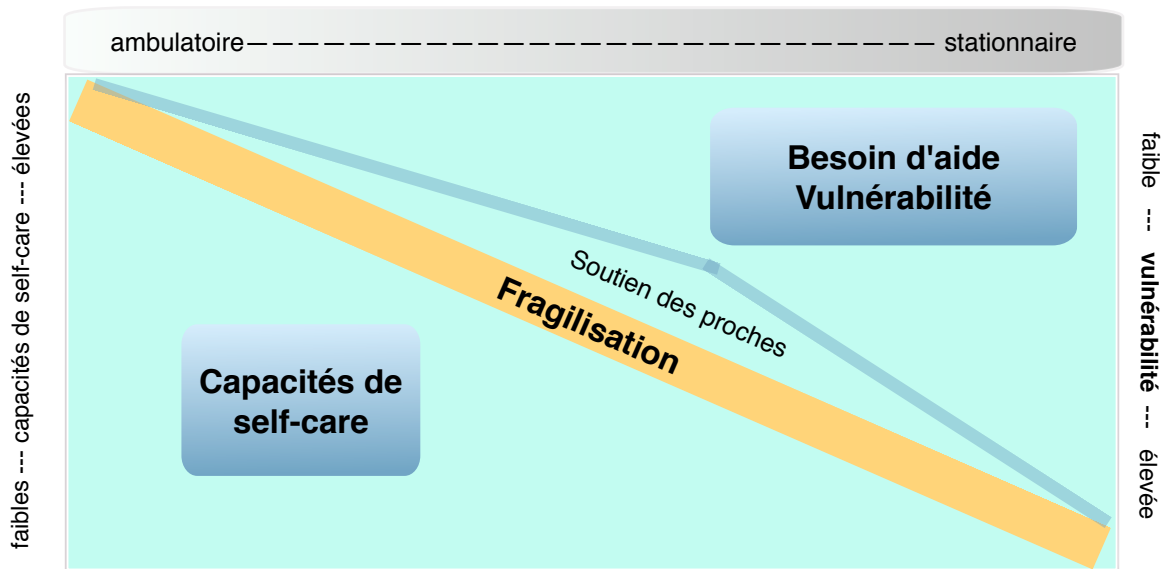 ambulatoire — — — — — — — — — — — — — — — — — — — — stationnaire
faibles --- capacités de self-care --- élevées
Besoin d'aide
Vulnérabilité
faible --- vulnérabilité --- élevée
Soutien des proches
Fragilisation
Capacités de
self-care